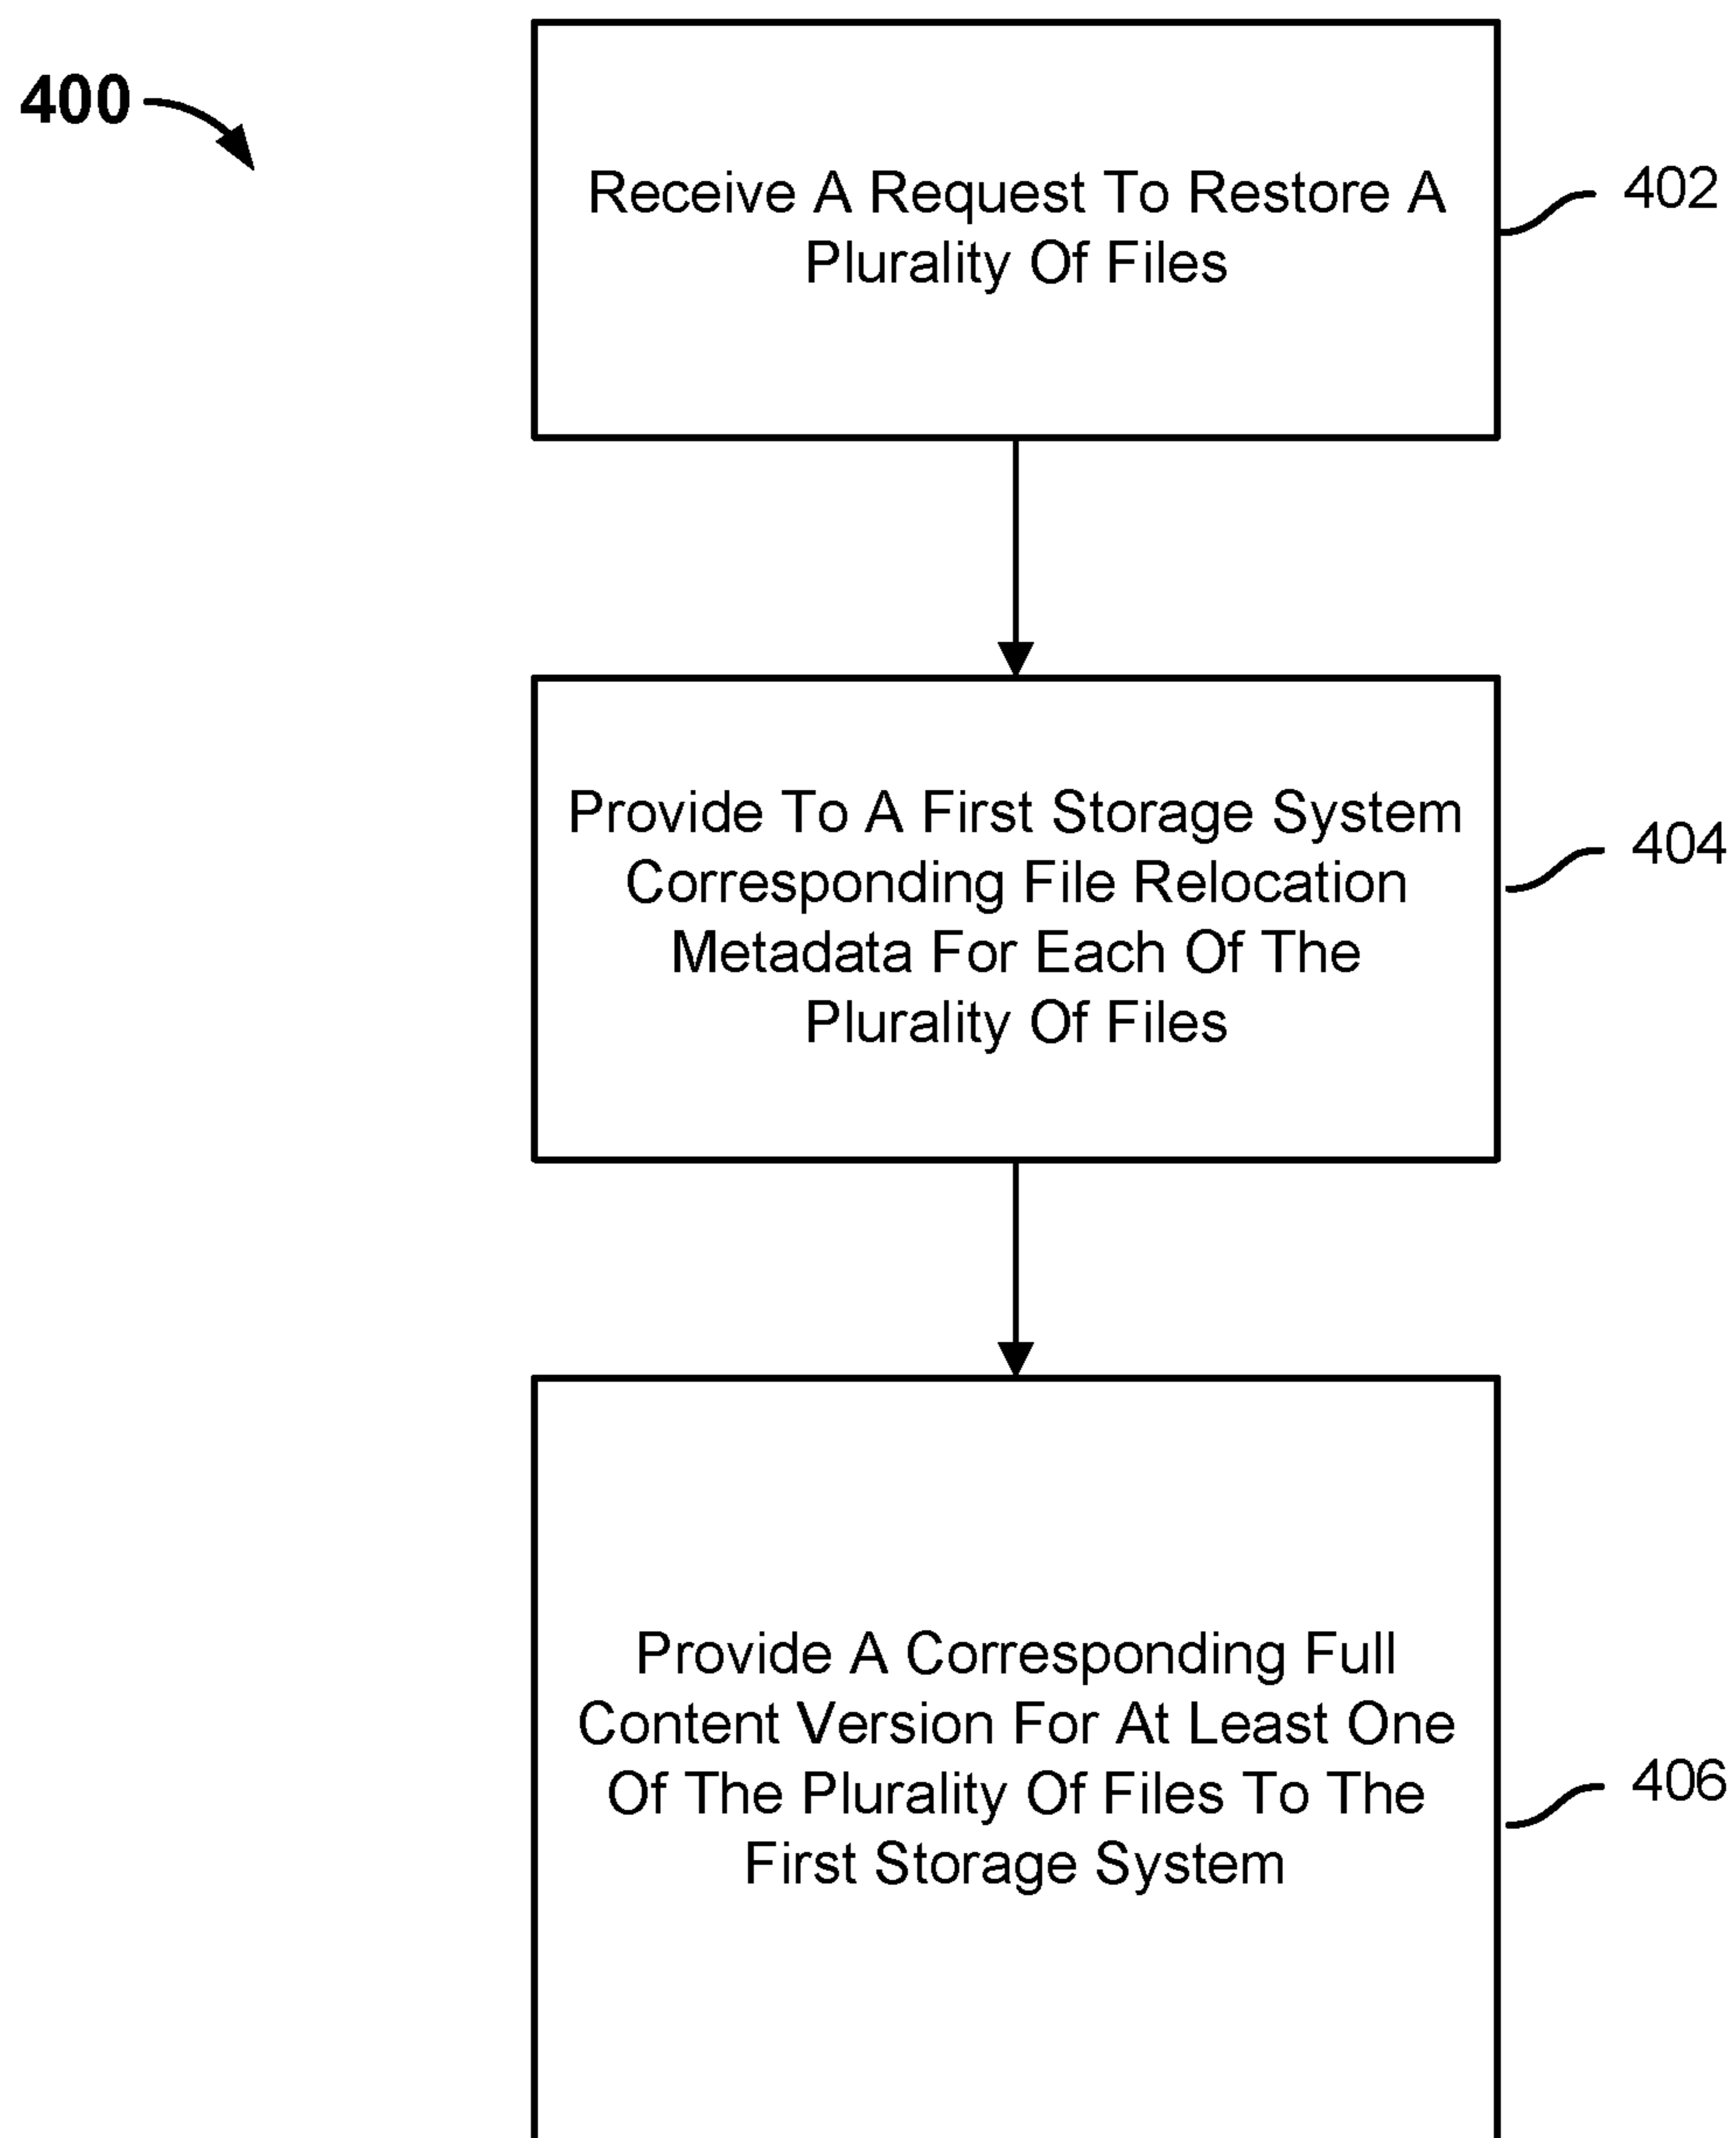 400
Receive A Request To Restore A
Plurality Of Files
402
Provide To A First Storage System
Corresponding File Relocation
Metadata For Each Of The
Plurality Of Files
404
Provide A Corresponding Full
Content Version For At Least One
Of The Plurality Of Files To The
First Storage System
406